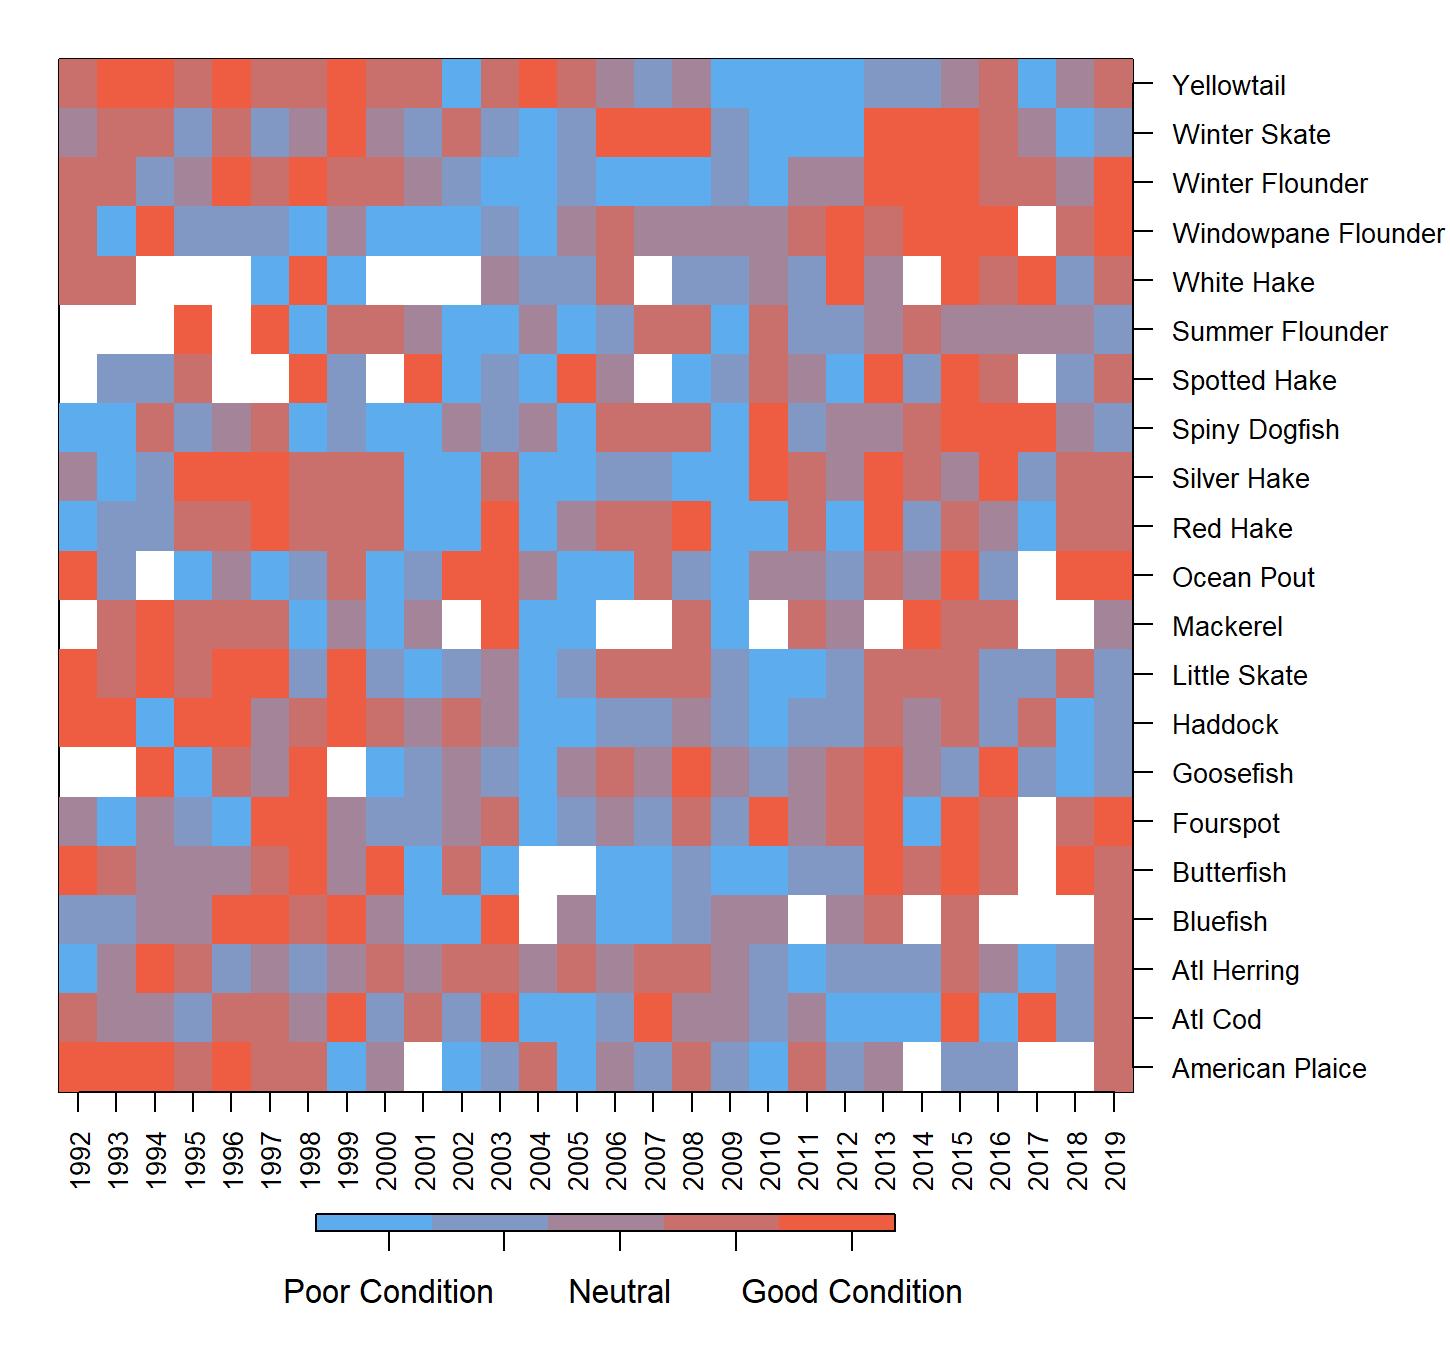 Yellowtail
Winter Skate
Winter Flounder
Windowpane Flounder
White Hake
Summer Flounder
Spotted Hake
Spiny Dogfish
Silver Hake
Red Hake
Ocean Pout
Mackerel
Little Skate
Haddock
Goosefish
Fourspot
Butterfish
Bluefish
Atl Herring
Atl Cod
American Plaice
1992 1993 1994 1995 1996 1997 1998 1999 2000 2001 2002 2003 2004 2005 2006 2007 2008 2009 2010 2011 2012 2013 2014 2015 2016 2017 2018 2019
Poor Condition Neutral Good Condition